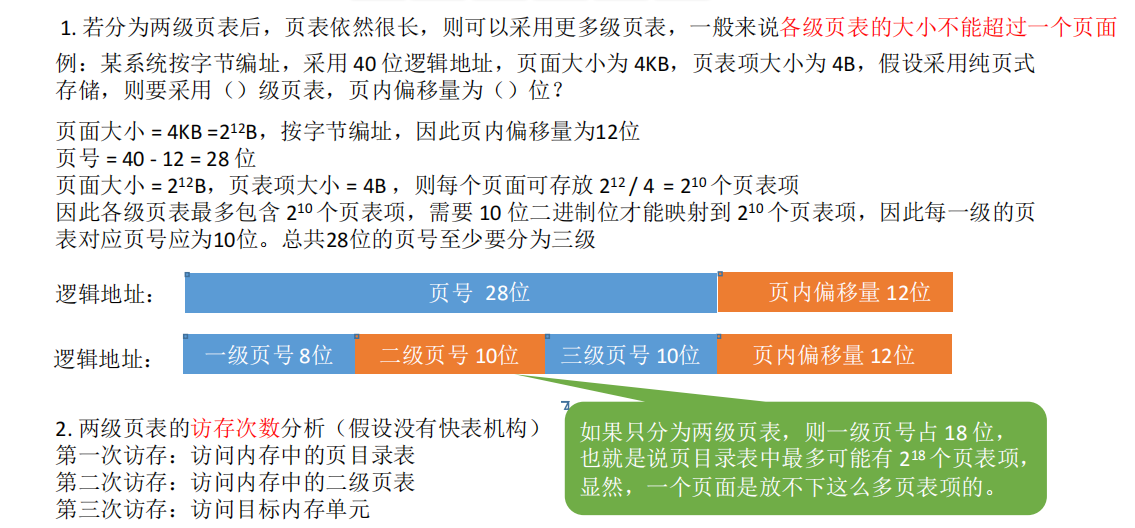 1. 若分为两级页表后，页表依然很长，则可以采用更多级页表，一般来说各级页表的大小不能超过一个页面
例：某系统按字节编址，采用 40 位逻辑地址，页面大小为 4KB，页表项大小为 4B，假设采用纯页式
存储，则要采用（）级页表，页内偏移量为（）位？
页面大小 = 4KB =2¹²B，按字节编址，因此页内偏移量为12位
页号 = 40 - 12 = 28 位
页面大小 = 2¹²B，页表项大小 = 4B ，则每个页面可存放 2¹² / 4 = 2¹⁰ 个页表项
因此各级页表最多包含 2¹⁰ 个页表项，需要 10 位二进制位才能映射到 2¹⁰ 个页表项，因此每一级的页
表对应页号应为10位。总共28位的页号至少要分为三级
逻辑地址： 页号 28位 页内偏移量 12位
逻辑地址： 一级页号 8位 二级页号 10位 三级页号 10位 页内偏移量 12位
2. 两级页表的访存次数分析（假设没有快表机构）
第一次访存：访问内存中的页目录表
第二次访存：访问内存中的二级页表
第三次访存：访问目标内存单元
如果只分为两级页表，则一级页号占 18 位，
也就是说页目录表中最多可能有 2¹⁸ 个页表项，
显然，一个页面是放不下这么多页表项的。